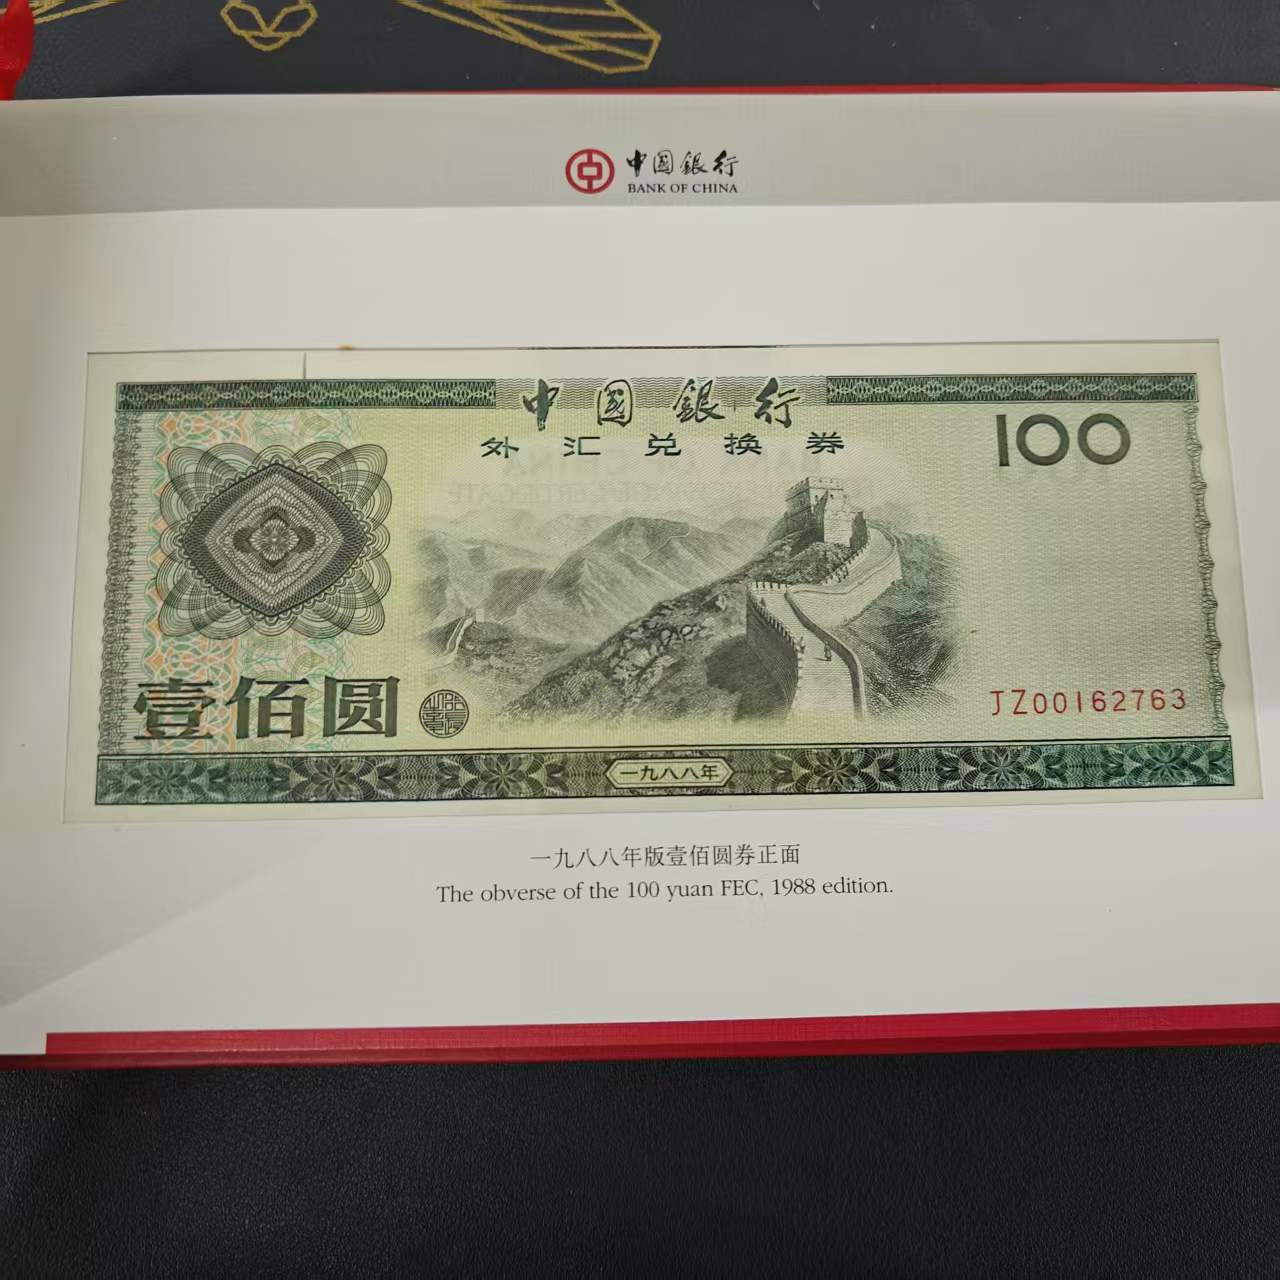 中国銀行
BANK OF CHINA
中国銀行
外汇兑换券
100
壹佰圆
JZ00162763
一九八八年
一九八八年版壹佰圆券正面
The obverse of the 100 yuan FEC, 1988 edition.